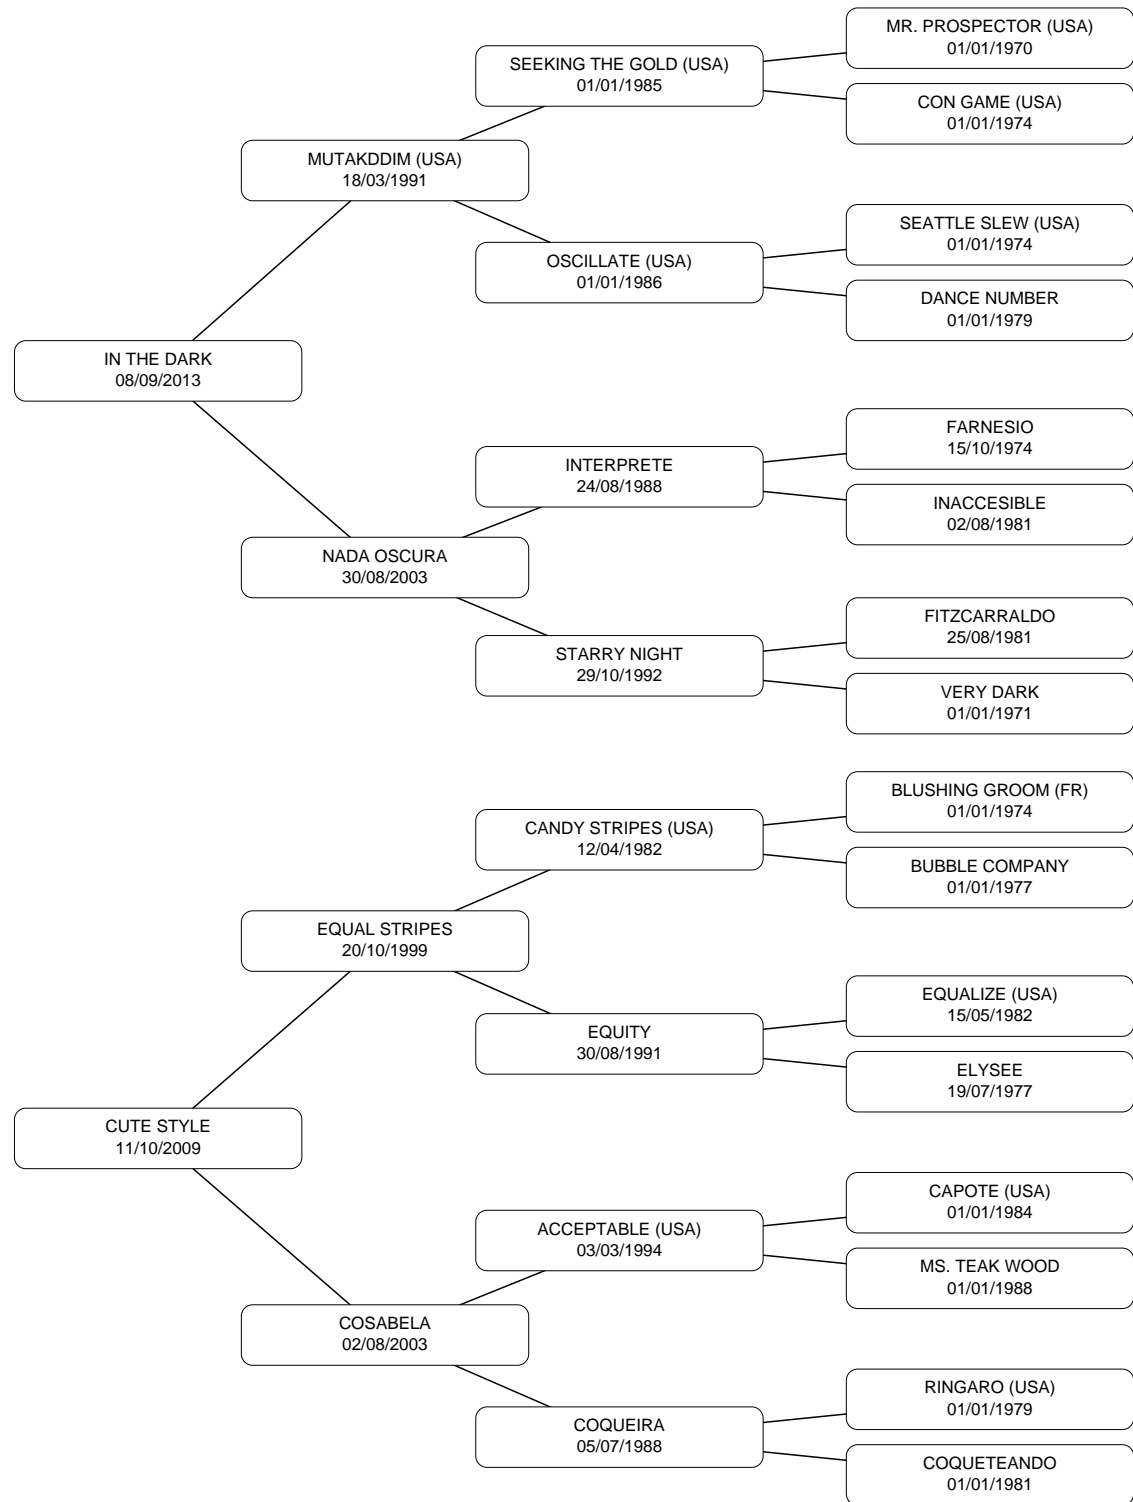 MR. PROSPECTOR (USA)
01/01/1970
SEEKING THE GOLD (USA)
01/01/1985
CON GAME (USA)
01/01/1974
MUTAKDDIM (USA)
18/03/1991
SEATTLE SLEW (USA)
01/01/1974
OSCILLATE (USA)
01/01/1986
DANCE NUMBER
01/01/1979
IN THE DARK
08/09/2013
FARNESIO
15/10/1974
INTERPRETE
24/08/1988
INACCESIBLE
02/08/1981
NADA OSCURA
30/08/2003
FITZCARRALDO
25/08/1981
STARRY NIGHT
29/10/1992
VERY DARK
01/01/1971
BLUSHING GROOM (FR)
01/01/1974
CANDY STRIPES (USA)
12/04/1982
BUBBLE COMPANY
01/01/1977
EQUAL STRIPES
20/10/1999
EQUALIZE (USA)
15/05/1982
EQUITY
30/08/1991
ELYSEE
19/07/1977
CUTE STYLE
11/10/2009
CAPOTE (USA)
01/01/1984
ACCEPTABLE (USA)
03/03/1994
MS. TEAK WOOD
01/01/1988
COSABELA
02/08/2003
RINGARO (USA)
01/01/1979
COQUEIRA
05/07/1988
COQUETEANDO
01/01/1981